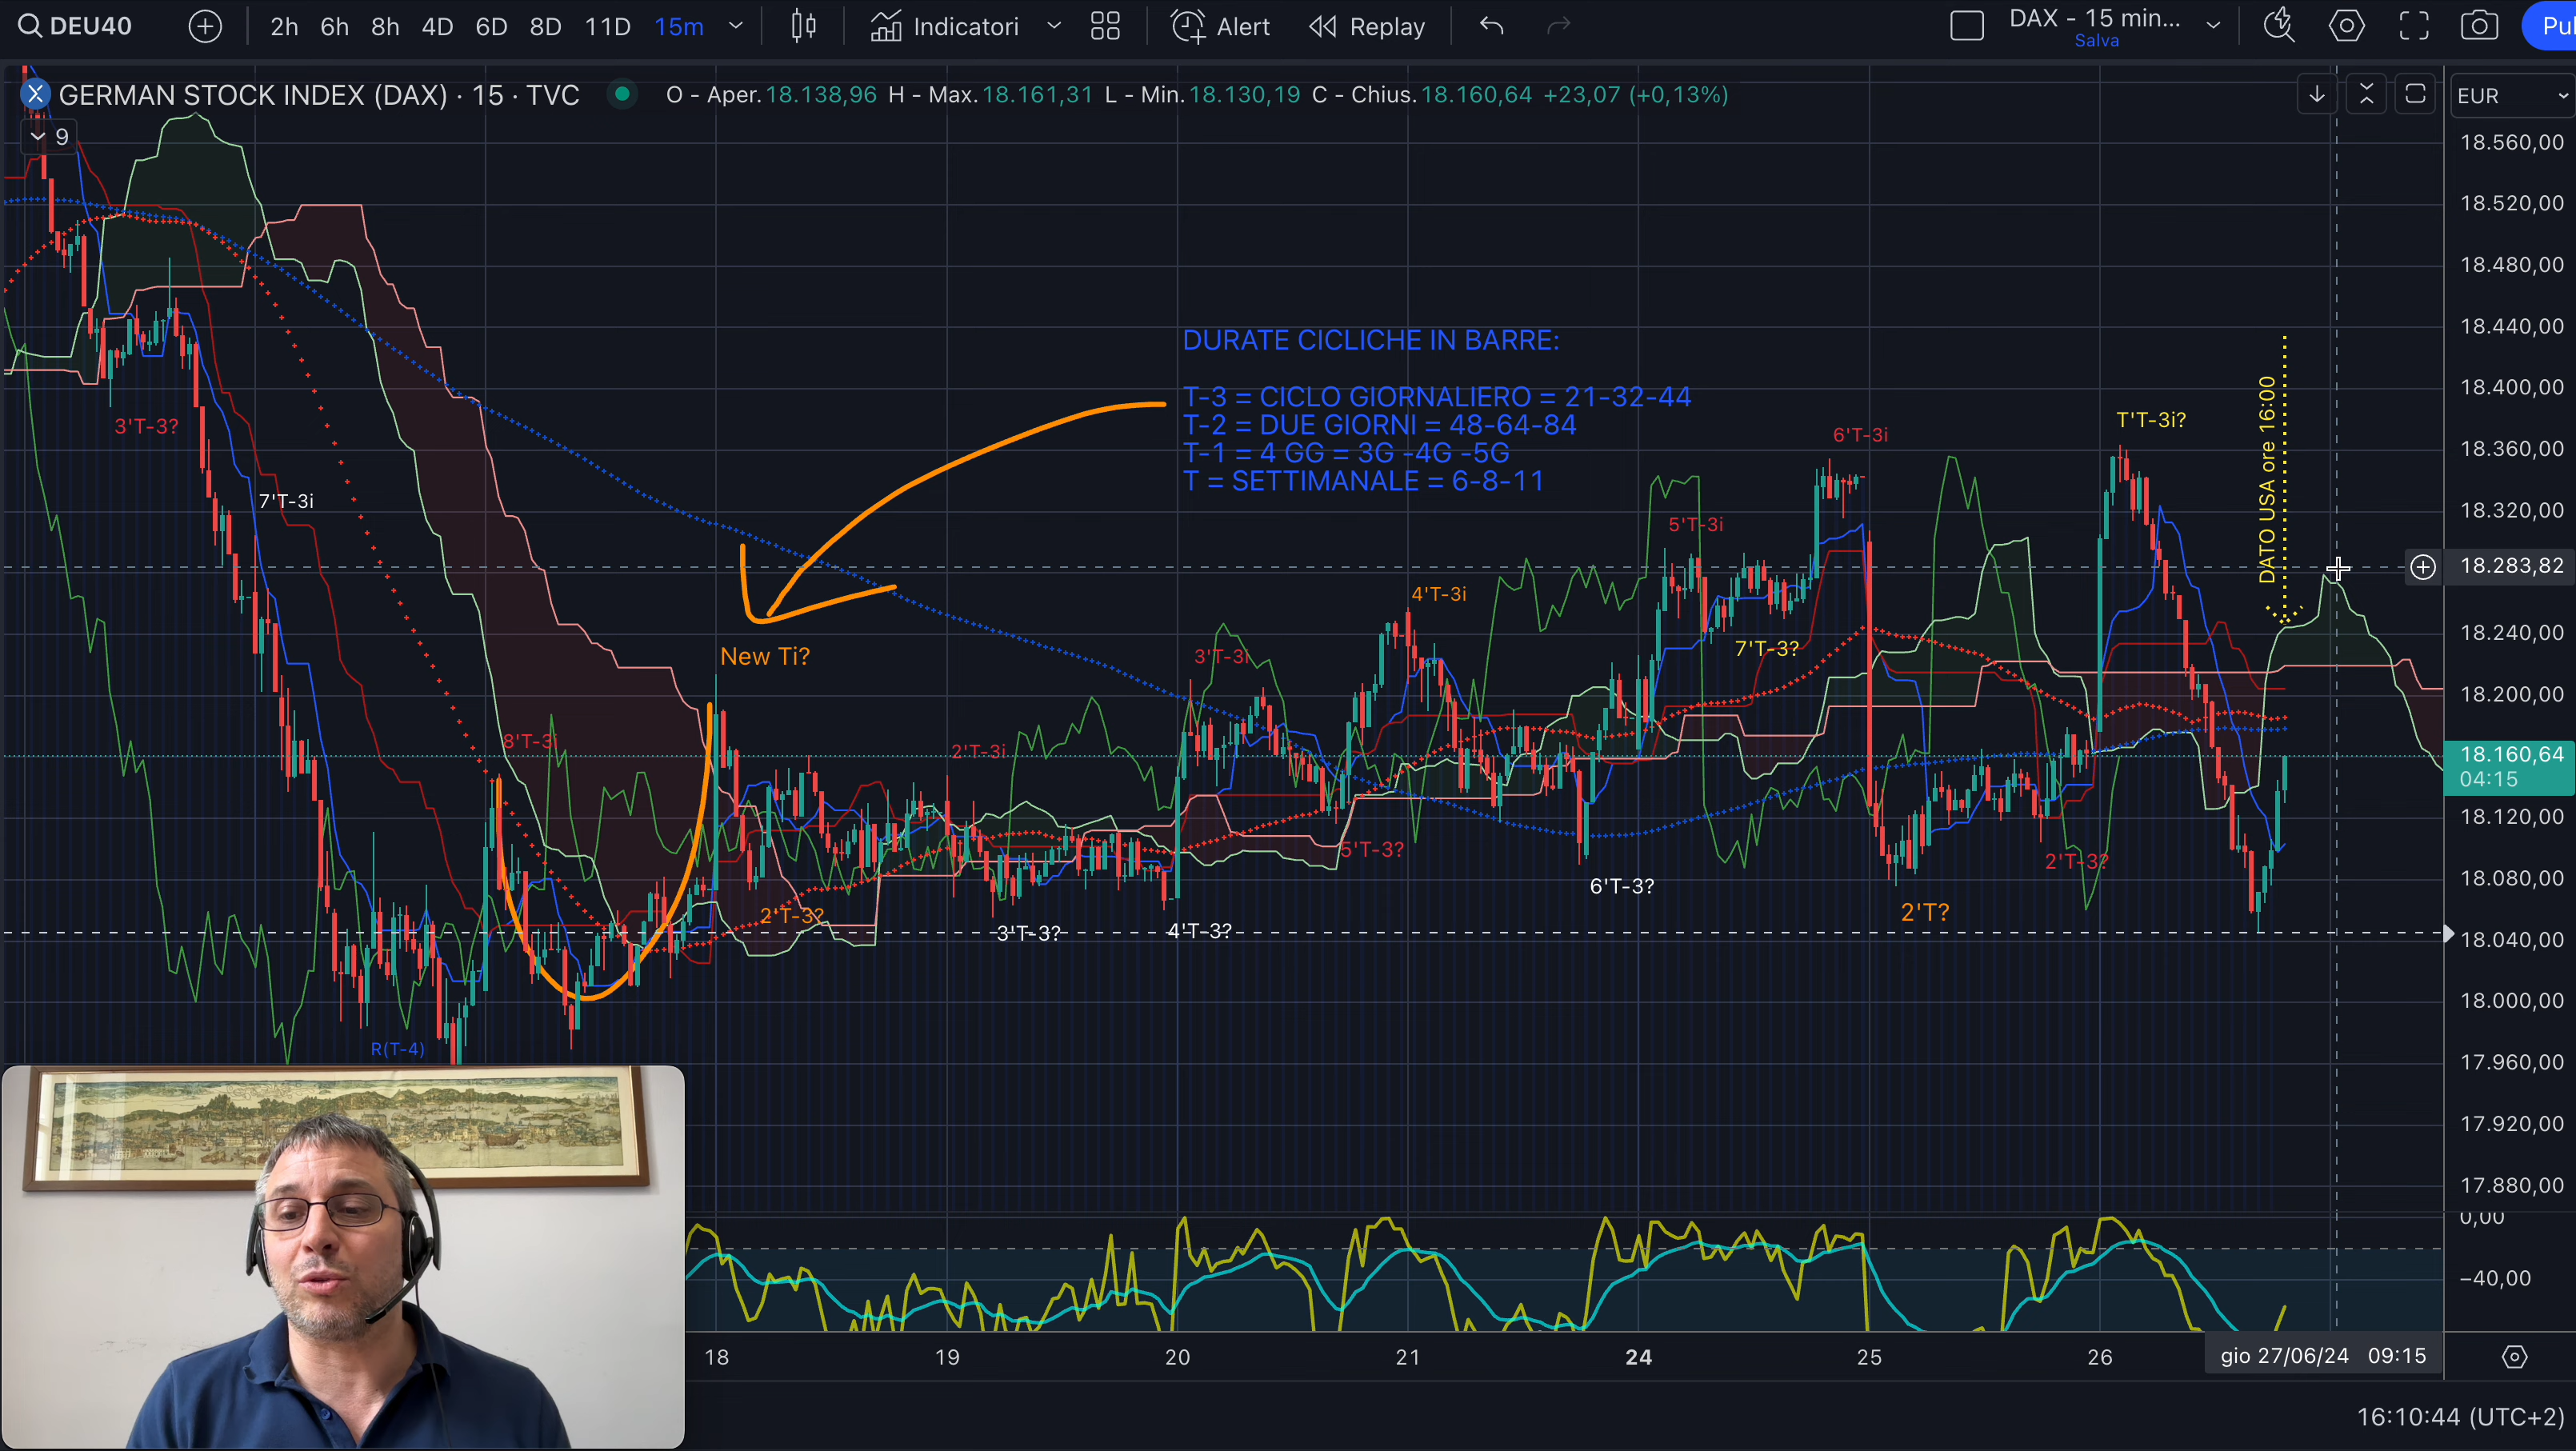 DEU40
2h 6h 8h 4D 6D 8D 11D 15m
Indicatori
Alert
Replay
DAX - 15 min...
Salva
Pul
GERMAN STOCK INDEX (DAX) · 15 · TVC
O - Aper.18.138,96 H - Max.18.161,31 L - Min.18.130,19 C - Chius.18.160,64 +23,07 (+0,13%)
EUR
9
18.560,00
18.520,00
18.480,00
18.440,00
18.400,00
18.360,00
18.320,00
18.283,82
18.240,00
18.200,00
18.160,64
04:15
18.120,00
18.080,00
18.040,00
18.000,00
17.960,00
17.920,00
17.880,00
0,00
−40,00
DURATE CICLICHE IN BARRE:
T-3 = CICLO GIORNALIERO = 21-32-44
T-2 = DUE GIORNI = 48-64-84
T-1 = 4 GG = 3G -4G -5G
T = SETTIMANALE = 6-8-11
3'T-3?
7'T-3i
8'T-3i
R(T-4)
New Ti?
2'T-3?
2'T-3i
3'T-3?
4'T-3?
3'T-3i
4'T-3i
5'T-3?
5'T-3i
6'T-3?
7'T-3?
6'T-3i
2'T?
2'T-3?
T'T-3i?
DATO USA ore 16:00
18 19 20 21 24 25 26
gio 27/06/24 09:15
16:10:44 (UTC+2)